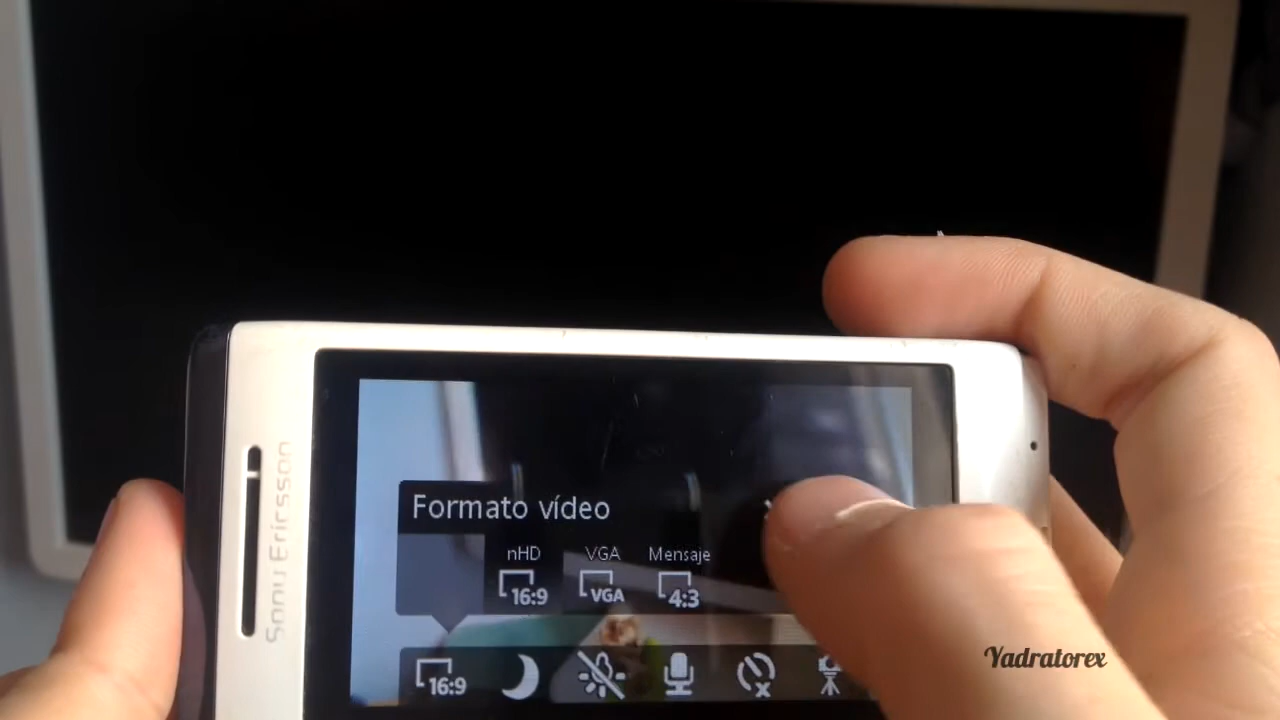 Sony Ericsson
Formato vídeo
nHD VGA Mensaje
16:9 VGA 4:3
16:9
Yadratorex